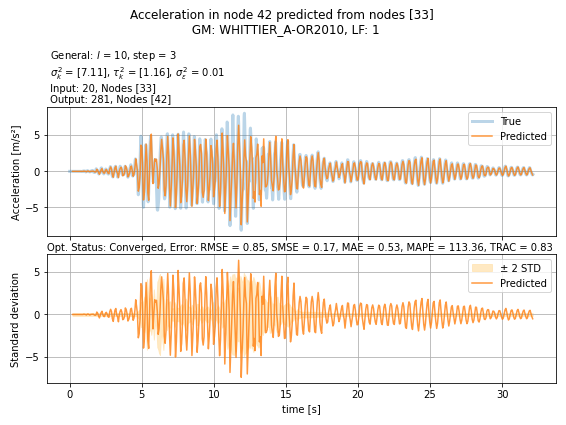 Acceleration in node 42 predicted from nodes [33]
GM: WHITTIER_A-OR2010, LF: 1
General: l = 10, step = 3
σ²ₖ = [7.11], τ²ₖ = [1.16], σ²ε = 0.01
Input: 20, Nodes [33]
Output: 281, Nodes [42]
True
Predicted
Acceleration [m/s²]
5
0
−5
Opt. Status: Converged, Error: RMSE = 0.85, SMSE = 0.17, MAE = 0.53, MAPE = 113.36, TRAC = 0.83
± 2 STD
Predicted
Standard deviation
5
0
−5
0 5 10 15 20 25 30
time [s]